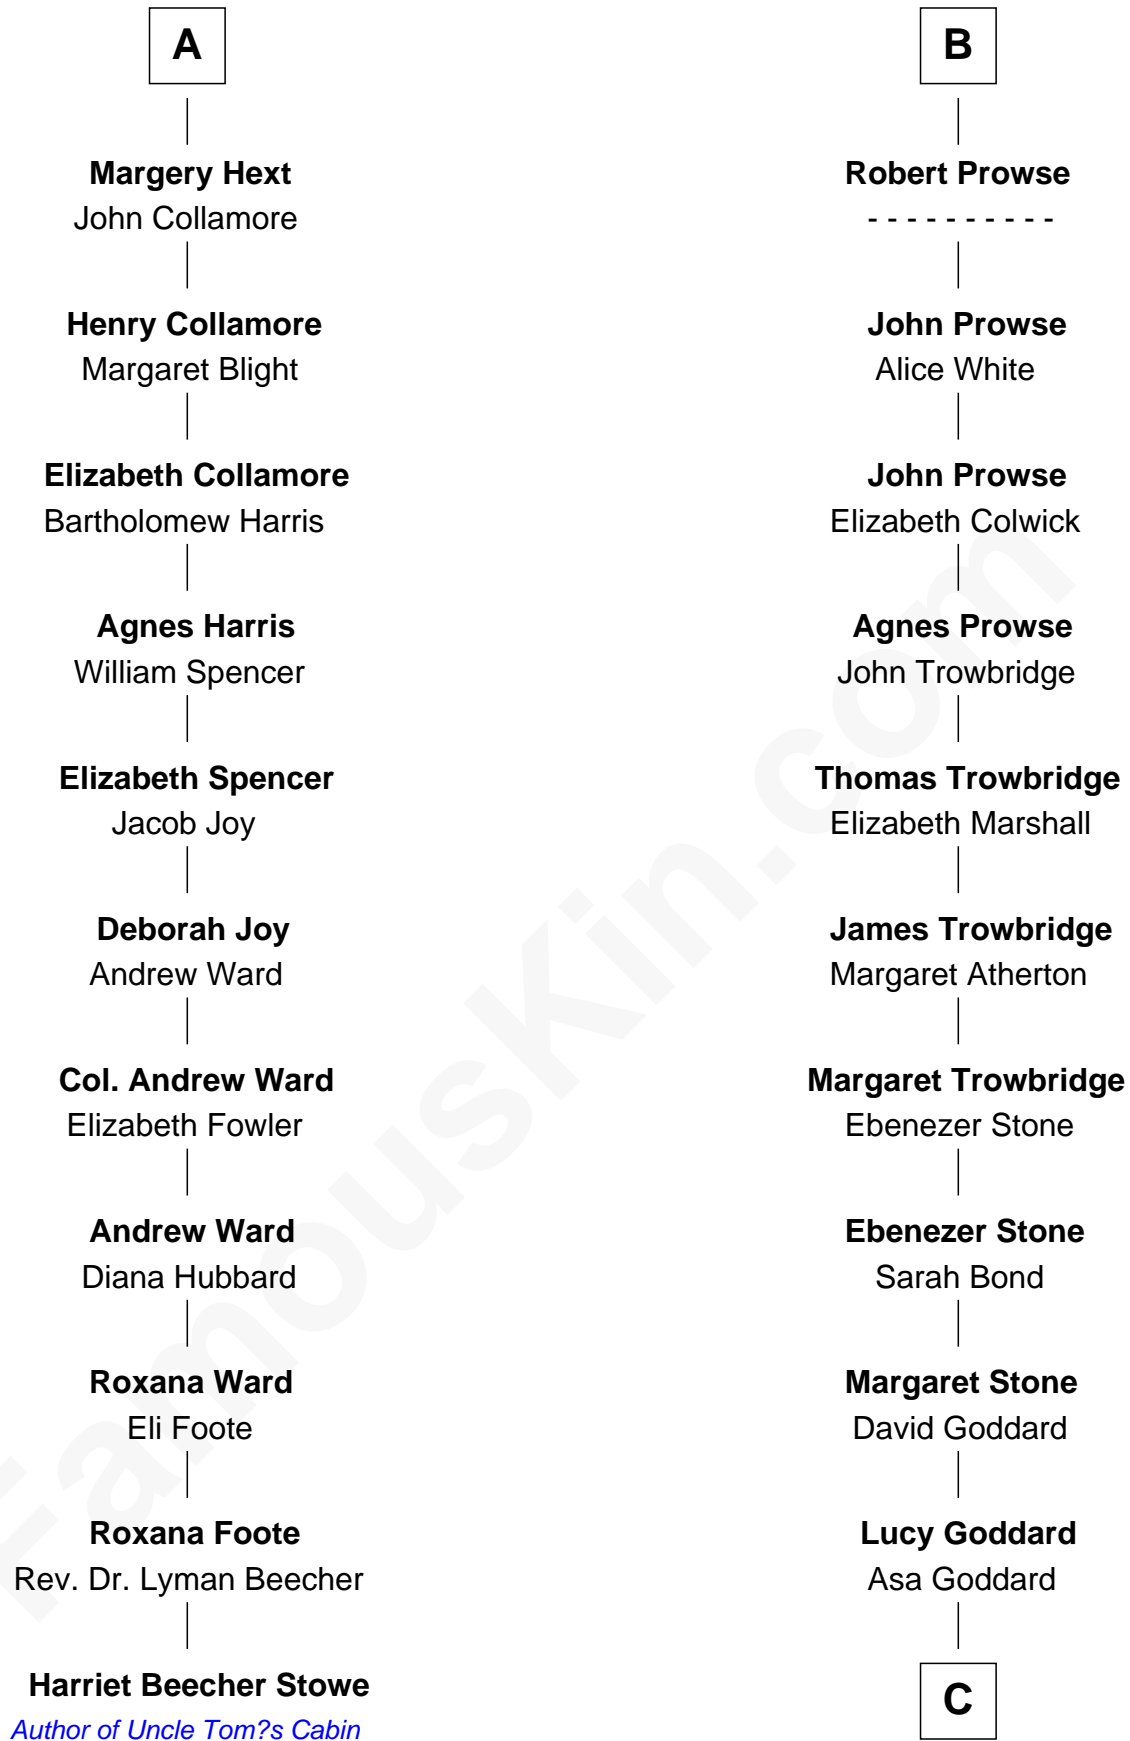 A
Margery Hext
John Collamore
Henry Collamore
Margaret Blight
Elizabeth Collamore
Bartholomew Harris
Agnes Harris
William Spencer
Elizabeth Spencer
Jacob Joy
Deborah Joy
Andrew Ward
Col. Andrew Ward
Elizabeth Fowler
Andrew Ward
Diana Hubbard
Roxana Ward
Eli Foote
Roxana Foote
Rev. Dr. Lyman Beecher
Harriet Beecher Stowe
Author of Uncle Tom?s Cabin
B
Robert Prowse
- - - - - - - - - -
John Prowse
Alice White
John Prowse
Elizabeth Colwick
Agnes Prowse
John Trowbridge
Thomas Trowbridge
Elizabeth Marshall
James Trowbridge
Margaret Atherton
Margaret Trowbridge
Ebenezer Stone
Ebenezer Stone
Sarah Bond
Margaret Stone
David Goddard
Lucy Goddard
Asa Goddard
C
FamousKin.com